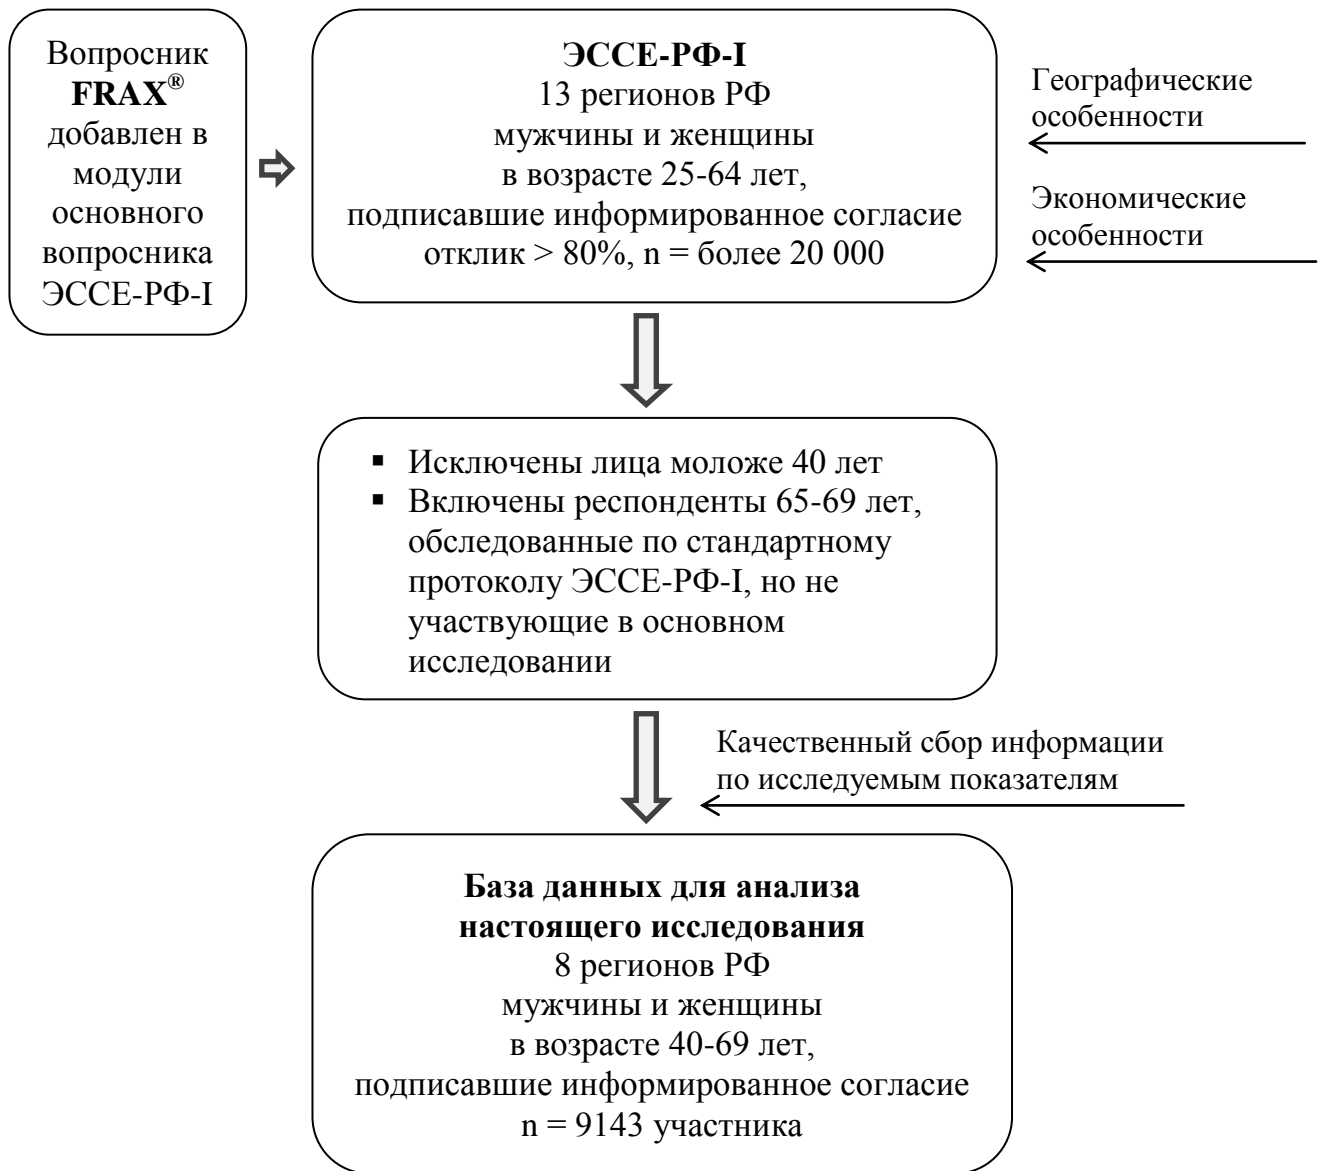 Вопросник
FRAX®
добавлен в
модули
основного
вопросника
ЭССЕ-РФ-I
ЭССЕ-РФ-I
13 регионов РФ
мужчины и женщины
в возрасте 25-64 лет,
подписавшие информированное согласие
отклик > 80%, n = более 20 000
Географические
особенности
Экономические
особенности
▪ Исключены лица моложе 40 лет
▪ Включены респонденты 65-69 лет,
обследованные по стандартному
протоколу ЭССЕ-РФ-I, но не
участвующие в основном
исследовании
Качественный сбор информации
по исследуемым показателям
База данных для анализа
настоящего исследования
8 регионов РФ
мужчины и женщины
в возрасте 40-69 лет,
подписавшие информированное согласие
n = 9143 участника